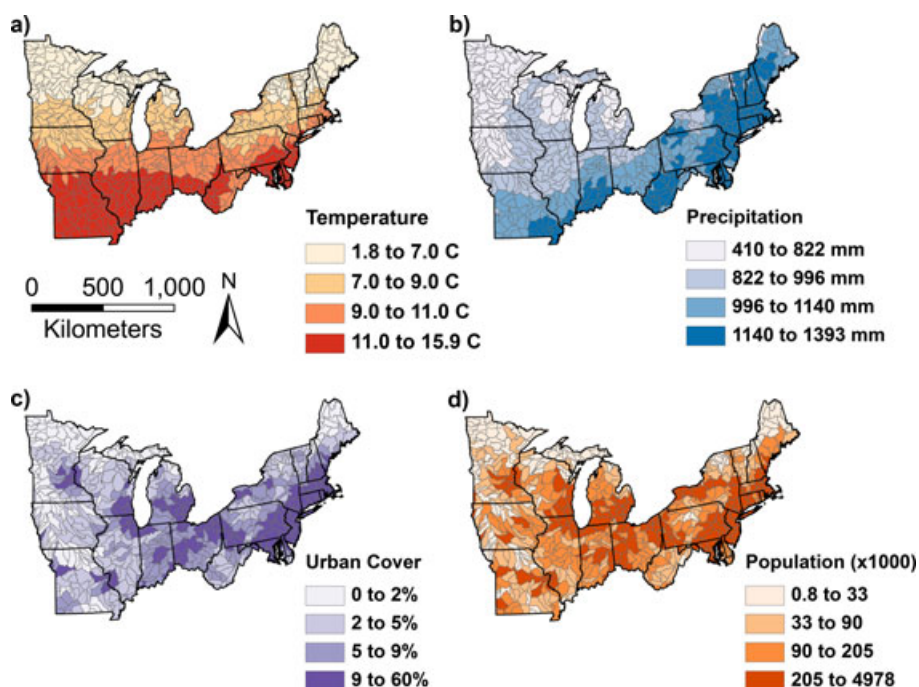 a)
Temperature
1.8 to 7.0 C
7.0 to 9.0 C
9.0 to 11.0 C
11.0 to 15.9 C
0 500 1,000
Kilometers
N
b)
Precipitation
410 to 822 mm
822 to 996 mm
996 to 1140 mm
1140 to 1393 mm
c)
Urban Cover
0 to 2%
2 to 5%
5 to 9%
9 to 60%
d)
Population (x1000)
0.8 to 33
33 to 90
90 to 205
205 to 4978